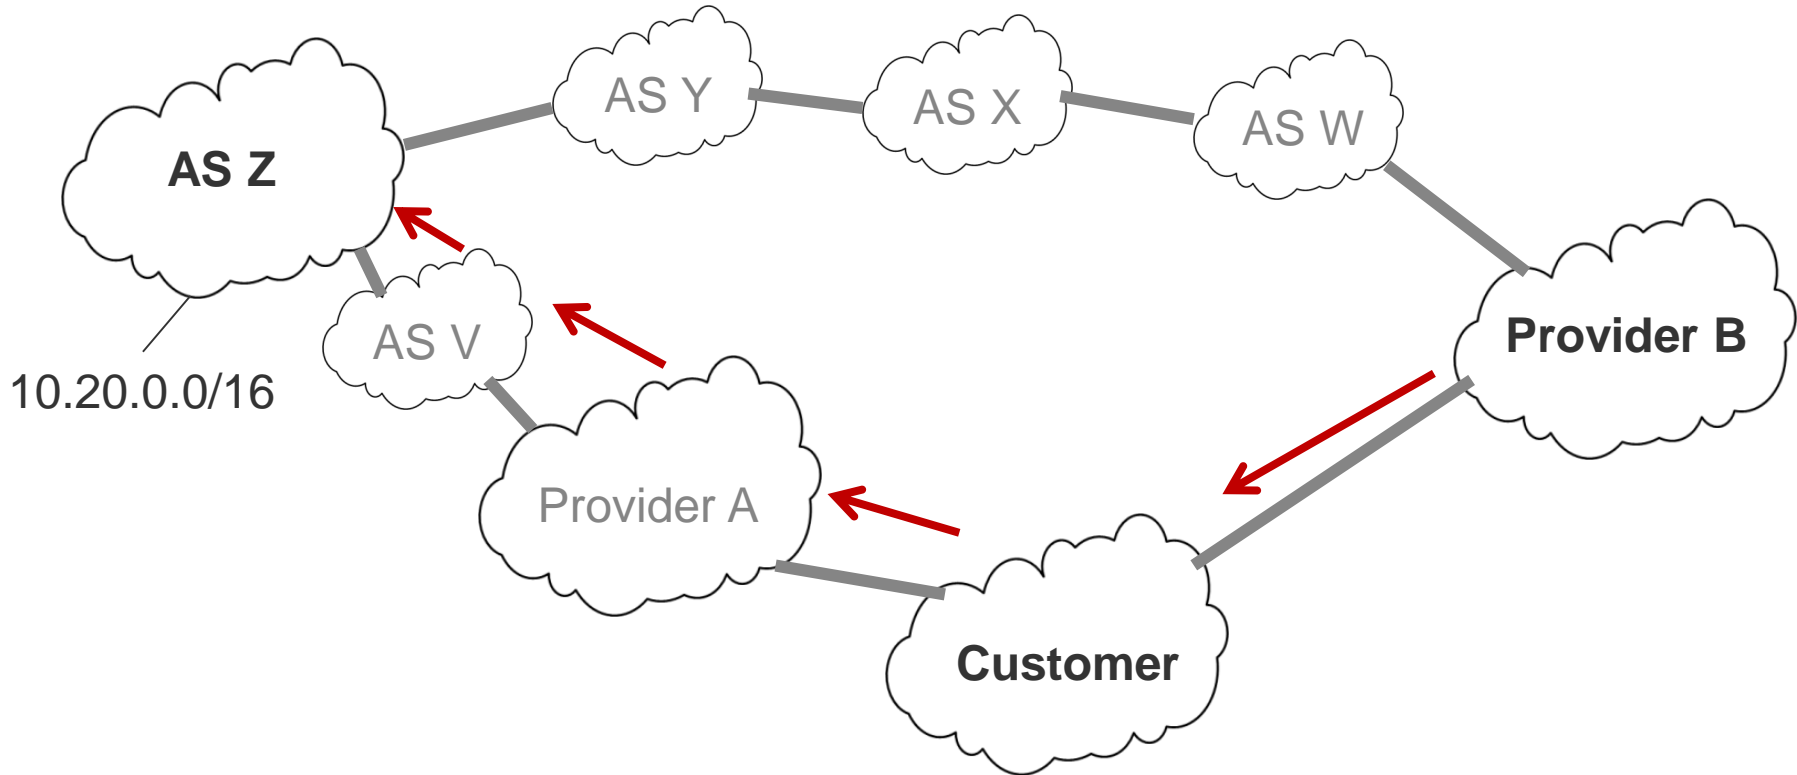 AS Y
AS X
AS W
AS Z
Provider B
AS V
10.20.0.0/16
Provider A
Customer